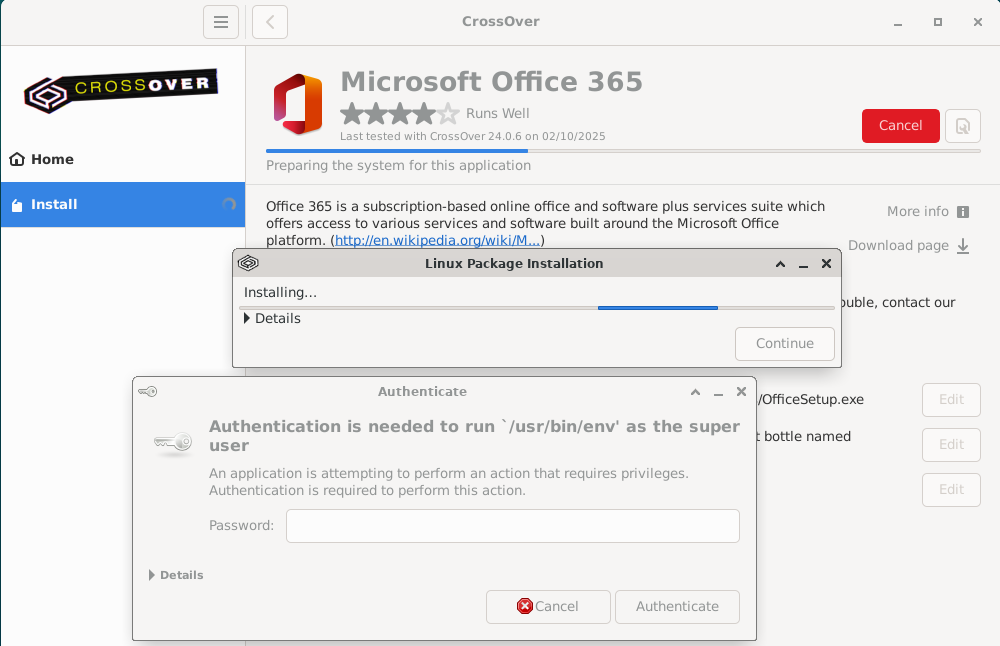 CrossOver
CROSSOVER
Home
Install
Microsoft Office 365
Runs Well
Last tested with CrossOver 24.0.6 on 02/10/2025
Cancel
Preparing the system for this application
Office 365 is a subscription-based online office and software plus services suite which
offers access to various services and software built around the Microsoft Office
platform. (http://en.wikipedia.org/wiki/M...)
More info
Download page
ouble, contact our
/OfficeSetup.exe
Edit
t bottle named
Edit
Edit
Linux Package Installation
Installing...
Details
Continue
Authenticate
Authentication is needed to run `/usr/bin/env' as the super
user
An application is attempting to perform an action that requires privileges.
Authentication is required to perform this action.
Password:
Details
Cancel
Authenticate